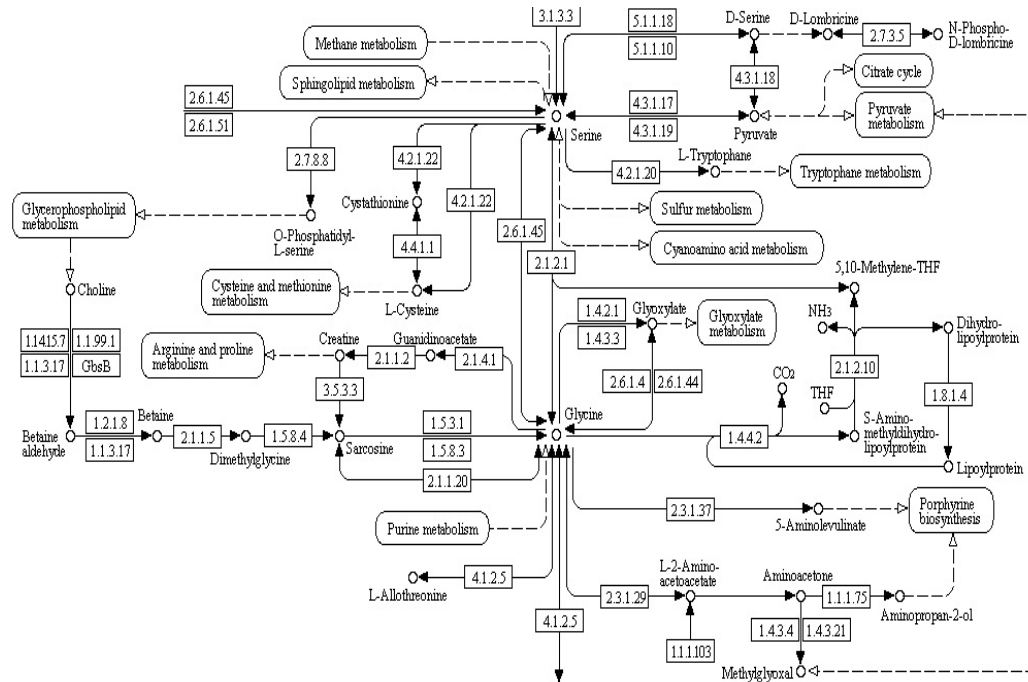 3.1.3.3
5.1.1.18
D-Serine
D-Lombricine
N-Phospho-
D-lombricine
Methane metabolism
5.1.1.10
2.7.3.5
Sphingolipid metabolism
4.3.1.18
Citrate cycle
2.6.1.45
2.6.1.51
Serine
4.3.1.17
4.3.1.19
Pyruvate
Pyruvate
metabolism
2.7.8.8
4.2.1.22
L-Tryptophane
4.2.1.20
Tryptophane metabolism
Glycerophospholipid
metabolism
Cystathionine
4.2.1.22
Sulfur metabolism
O-Phosphatidyl-
L-serine
4.4.1.1
2.6.1.45
Cyanoamino acid metabolism
2.1.2.1
5,10-Methylene-THF
Choline
Cysteine and methionine
metabolism
L-Cysteine
1.14.15.7
1.1.99.1
1.1.3.17
GbsB
Arginine and proline
metabolism
Creatine
Guanidinoacetate
2.1.1.2
2.1.4.1
1.4.2.1
1.4.3.3
Glyoxylate
Glyoxylate
metabolism
NH3
Dihydro-
lipoylprotein
3.5.3.3
2.6.1.4
2.6.1.44
CO2
2.1.2.10
THF
1.8.1.4
Betaine
aldehyde
1.2.1.8
1.1.3.17
Betaine
2.1.1.5
Dimethylglycine
1.5.8.4
Sarcosine
1.5.3.1
1.5.8.3
2.1.1.20
Glycine
1.4.4.2
S-Amino-
methyldihydro-
lipoylprotein
Lipoylprotein
Purine metabolism
2.3.1.37
5-Aminolevulinate
Porphyrine
biosynthesis
L-Allothreonine
4.1.2.5
4.1.2.5
2.3.1.29
L-2-Amino-
acetoacetate
Aminoacetone
1.1.1.75
Aminopropan-2-ol
1.1.1.103
1.4.3.4
1.4.3.21
Methylglyoxal